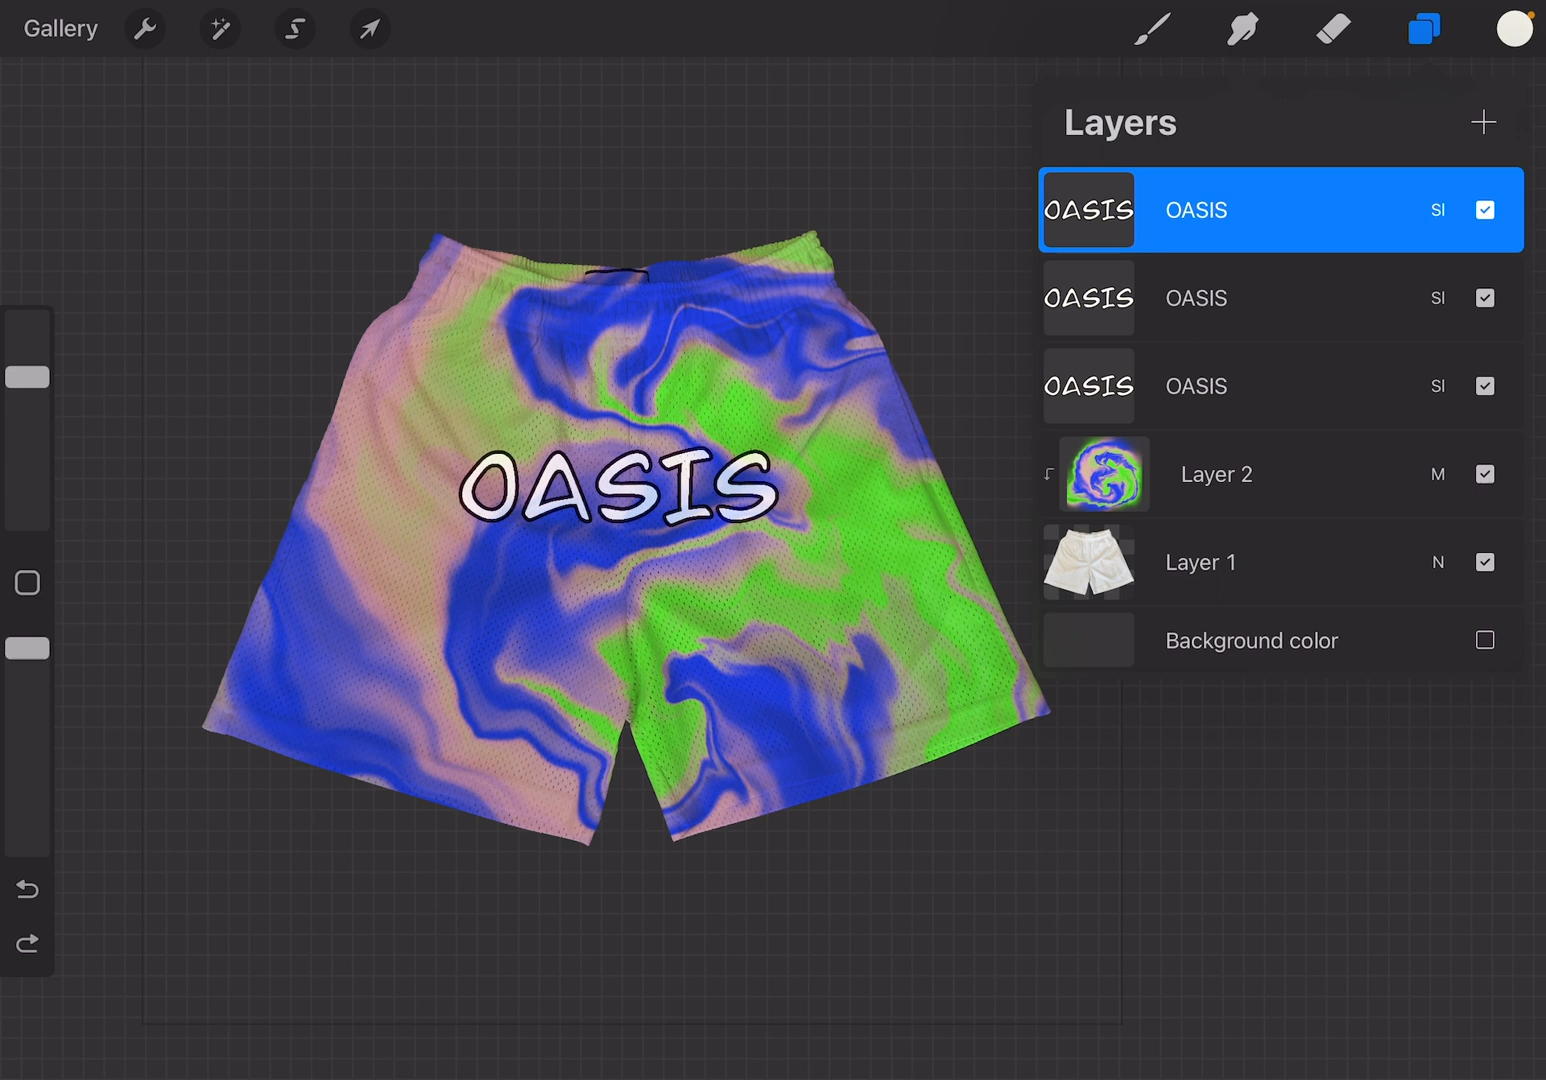 Gallery
Layers
OASIS OASIS SI
OASIS OASIS SI
OASIS OASIS SI
Layer 2 M
Layer 1 N
Background color
OASIS